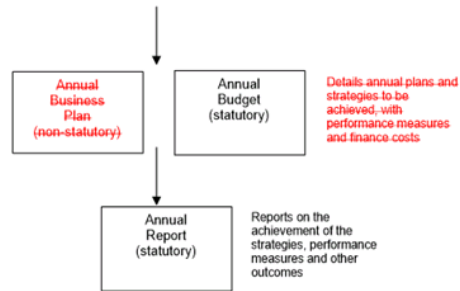 Annual
Business
Plan
(non-statutory)
Annual
Budget
(statutory)
Details annual plans and
strategies to be
achieved, with
performance measures
and finance costs
Annual
Report
(statutory)
Reports on the
achievement of the
strategies, performance
measures and other
outcomes